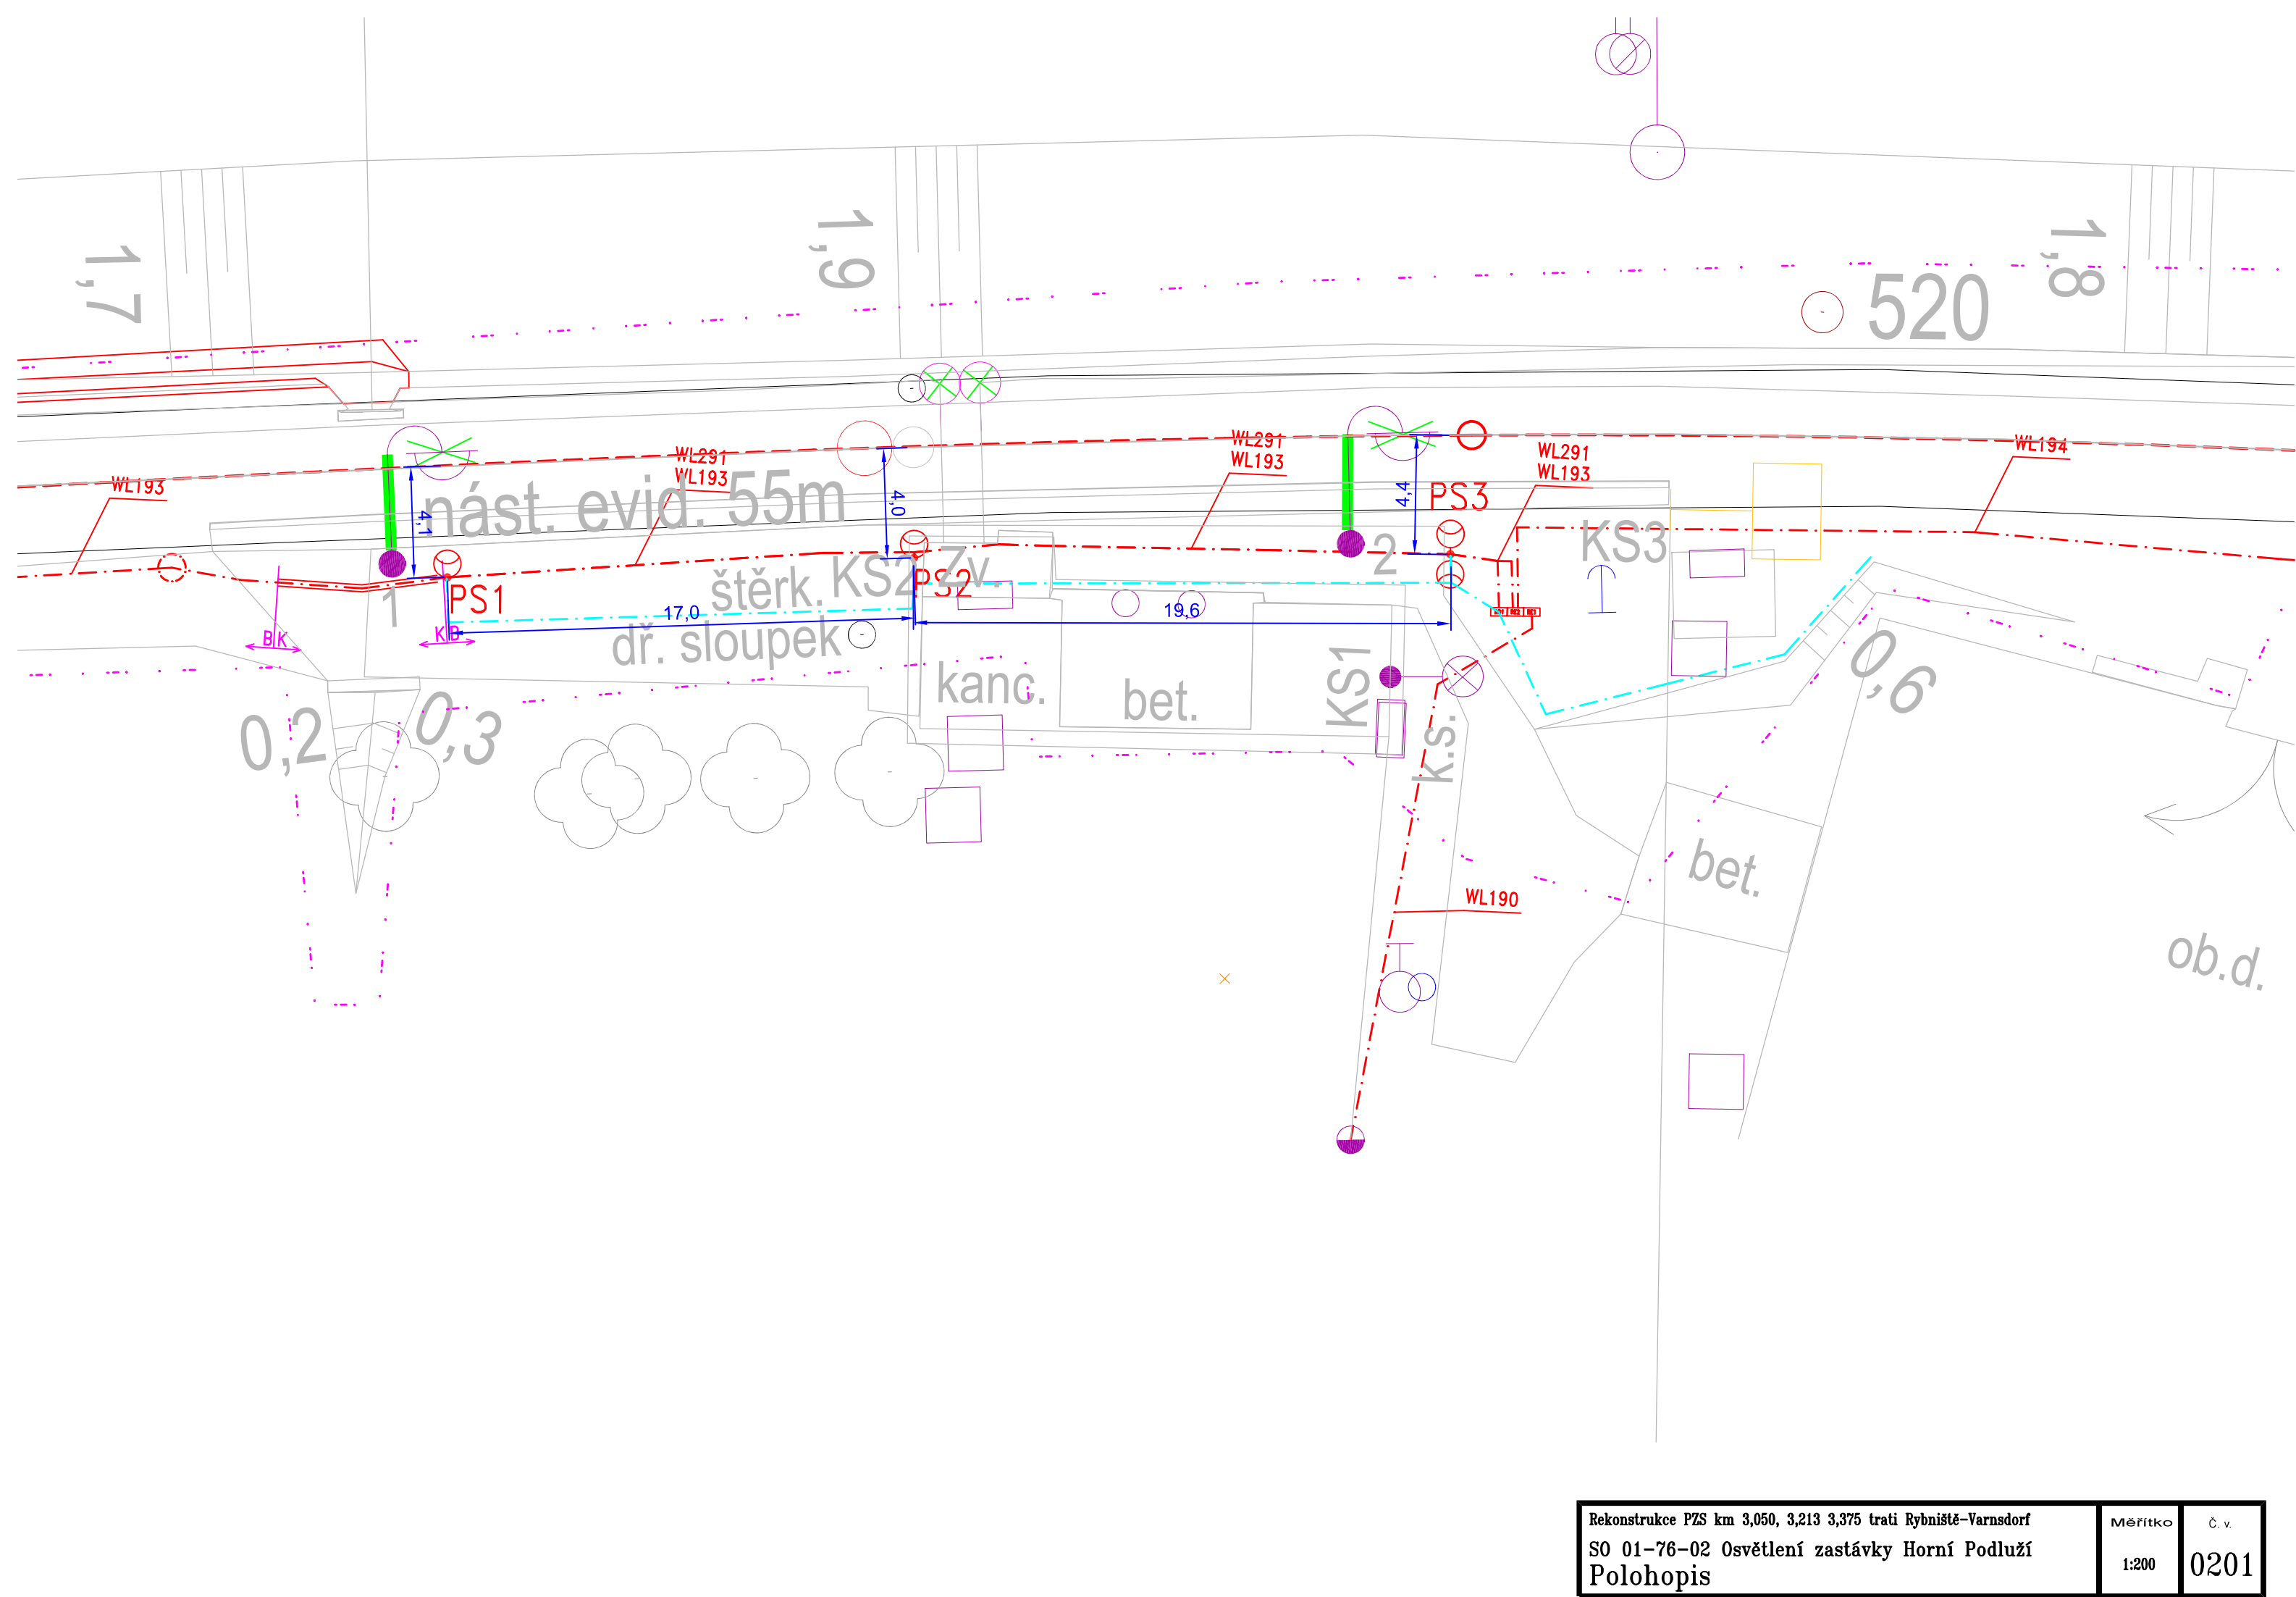 1,7
1,9
1,8
520
WL193
WL291
WL193
WL291
WL193
WL291
WL193
WL194
nást. evid. 55m
4,1
4,0
4,4
PS1
PS2
PS3
KS2
KS3
Zv.
štěrk.
dř. sloupek
17,0
19,6
1
2
B K
K B
0,2
0,3
kanc.
bet.
KS1
k.s.
0,6
bet.
WL190
ob.d.
Rekonstrukce PZS km 3,050, 3,213 3,375 trati Rybniště-Varnsdorf
SO 01-76-02 Osvětlení zastávky Horní Podluží
Polohopis
Měřítko
1:200
Č. v.
0201